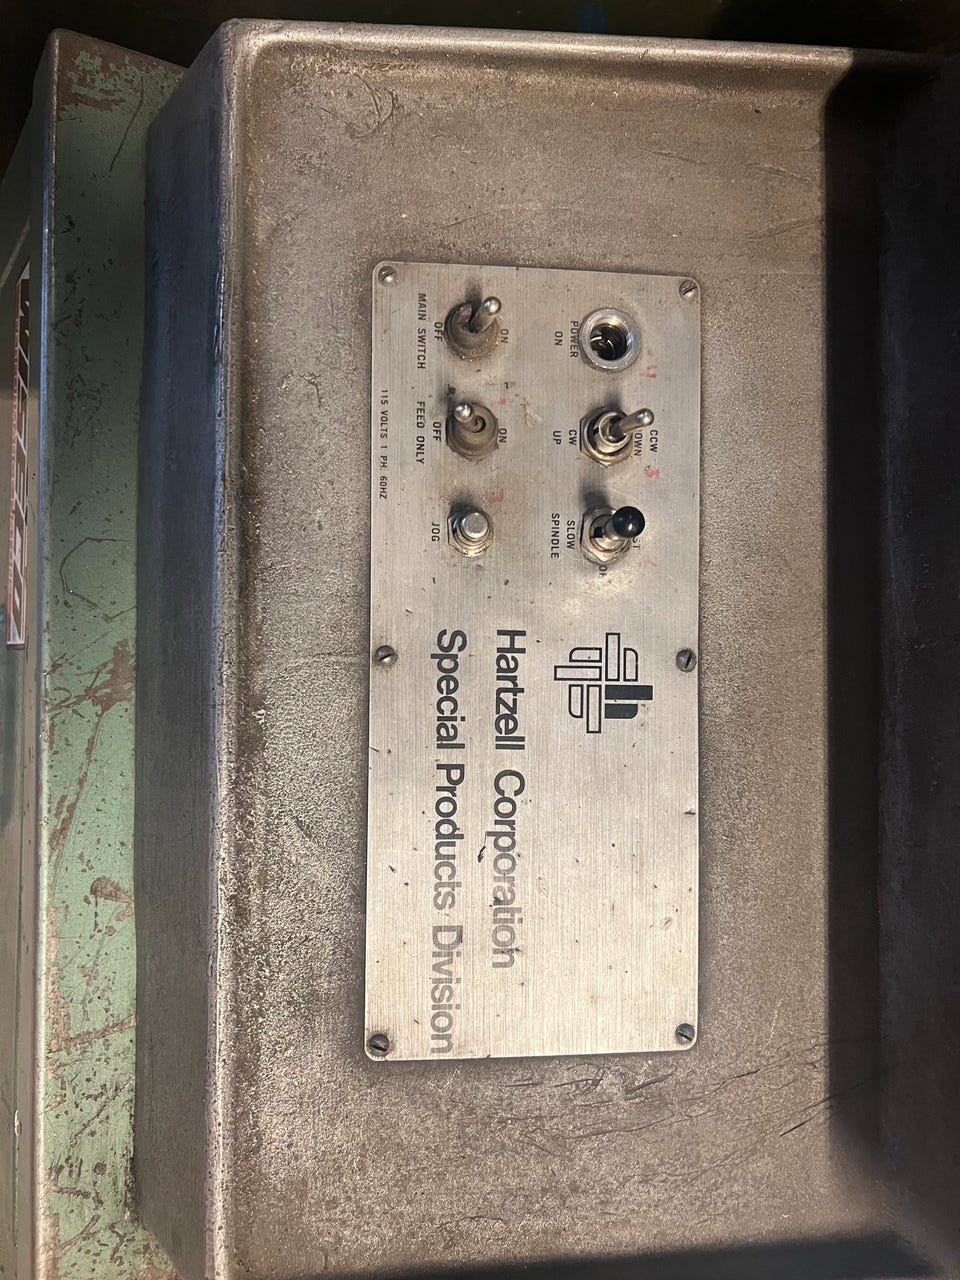 POWER
ON
CCW
CW
UP
SLOW
SPINDLE
ON
OFF
MAIN SWITCH
ON
OFF
FEED ONLY
JOG
115 VOLTS 1 PH. 60HZ
Hartzell Corporation
Special Products Division